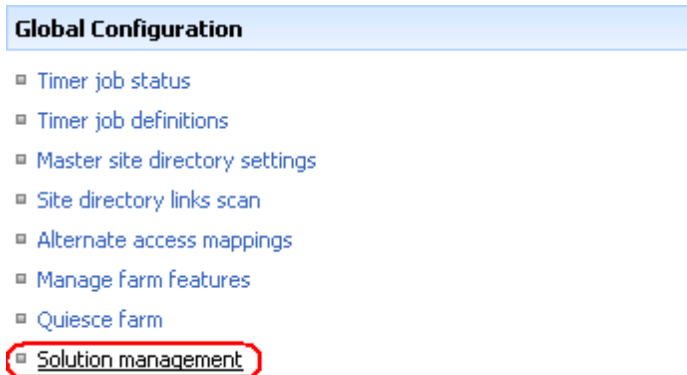 Global Configuration
Timer job status
Timer job definitions
Master site directory settings
Site directory links scan
Alternate access mappings
Manage farm features
Quiesce farm
Solution management